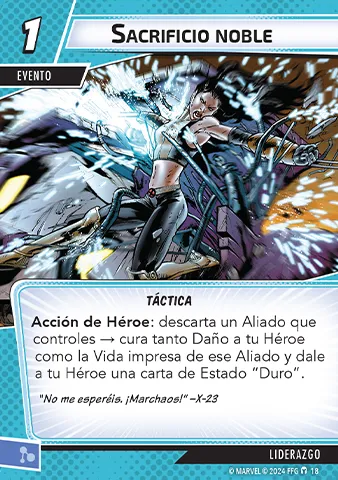 1
SACRIFICIO NOBLE
EVENTO
TÁCTICA
Acción de Héroe: descarta un Aliado que
controles → cura tanto Daño a tu Héroe
como la Vida impresa de ese Aliado y dale
a tu Héroe una carta de Estado “Duro”.
"No me esperéis. ¡Marchaos!" –X-23
LIDERAZGO
© MARVEL © 2024 FFG 18